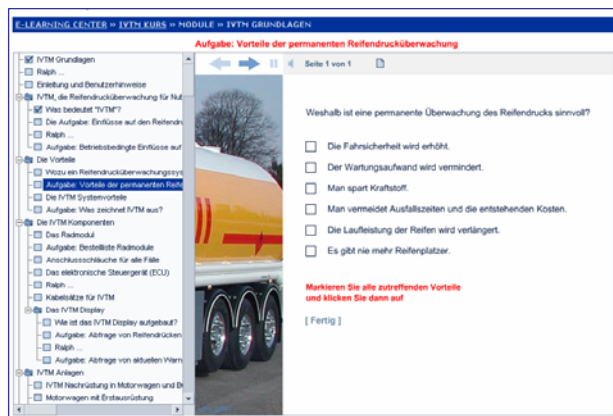 E-LEARNING CENTER » IVTM KURS » MODULE » IVTM GRUNDLAGEN
Aufgabe: Vorteile der permanenten Reifendrucküberwachung
IVTM Grundlagen
Ralph ...
Einleitung und Benutzerhinweise
IVTM, die Reifendrucküberwachung für Nut
Was bedeutet "IVTM"?
Die Aufgabe: Einflüsse auf den Reifendru
Ralph ...
Aufgabe: Betriebsbedingte Einflüsse auf
Die Vorteile
Wozu ein Reifendrucküberwachungssys
Aufgabe: Vorteile der permanenten Reife
Die IVTM Systemvorteile
Aufgabe: Was zeichnet IVTM aus?
Die IVTM Komponenten
Das Radmodul
Aufgabe: Bestellliste Radmodule
Anschlussschläuche für alle Fälle
Das elektronische Steuergerät (ECU)
Ralph ...
Kabelsätze für IVTM
Das IVTM Display
Wie ist das IVTM Display aufgebaut?
Aufgabe: Abfrage von Reifendrücken
Ralph ...
Aufgabe: Abfrage von aktuellen Warn
IVTM Anlagen
IVTM Nachrüstung in Motorwagen und
Motorwagen mit Erstausrüstung
Seite 1 von 1
Weshalb ist eine permanente Überwachung des Reifendrucks sinnvoll?
Die Fahrsicherheit wird erhöht.
Der Wartungsaufwand wird vermindert.
Man spart Kraftstoff.
Man vermeidet Ausfallszeiten und die entstehenden Kosten.
Die Laufleistung der Reifen wird verlängert.
Es gibt nie mehr Reifenplatzer.
Markieren Sie alle zutreffenden Vorteile
und klicken Sie dann auf
[ Fertig ]